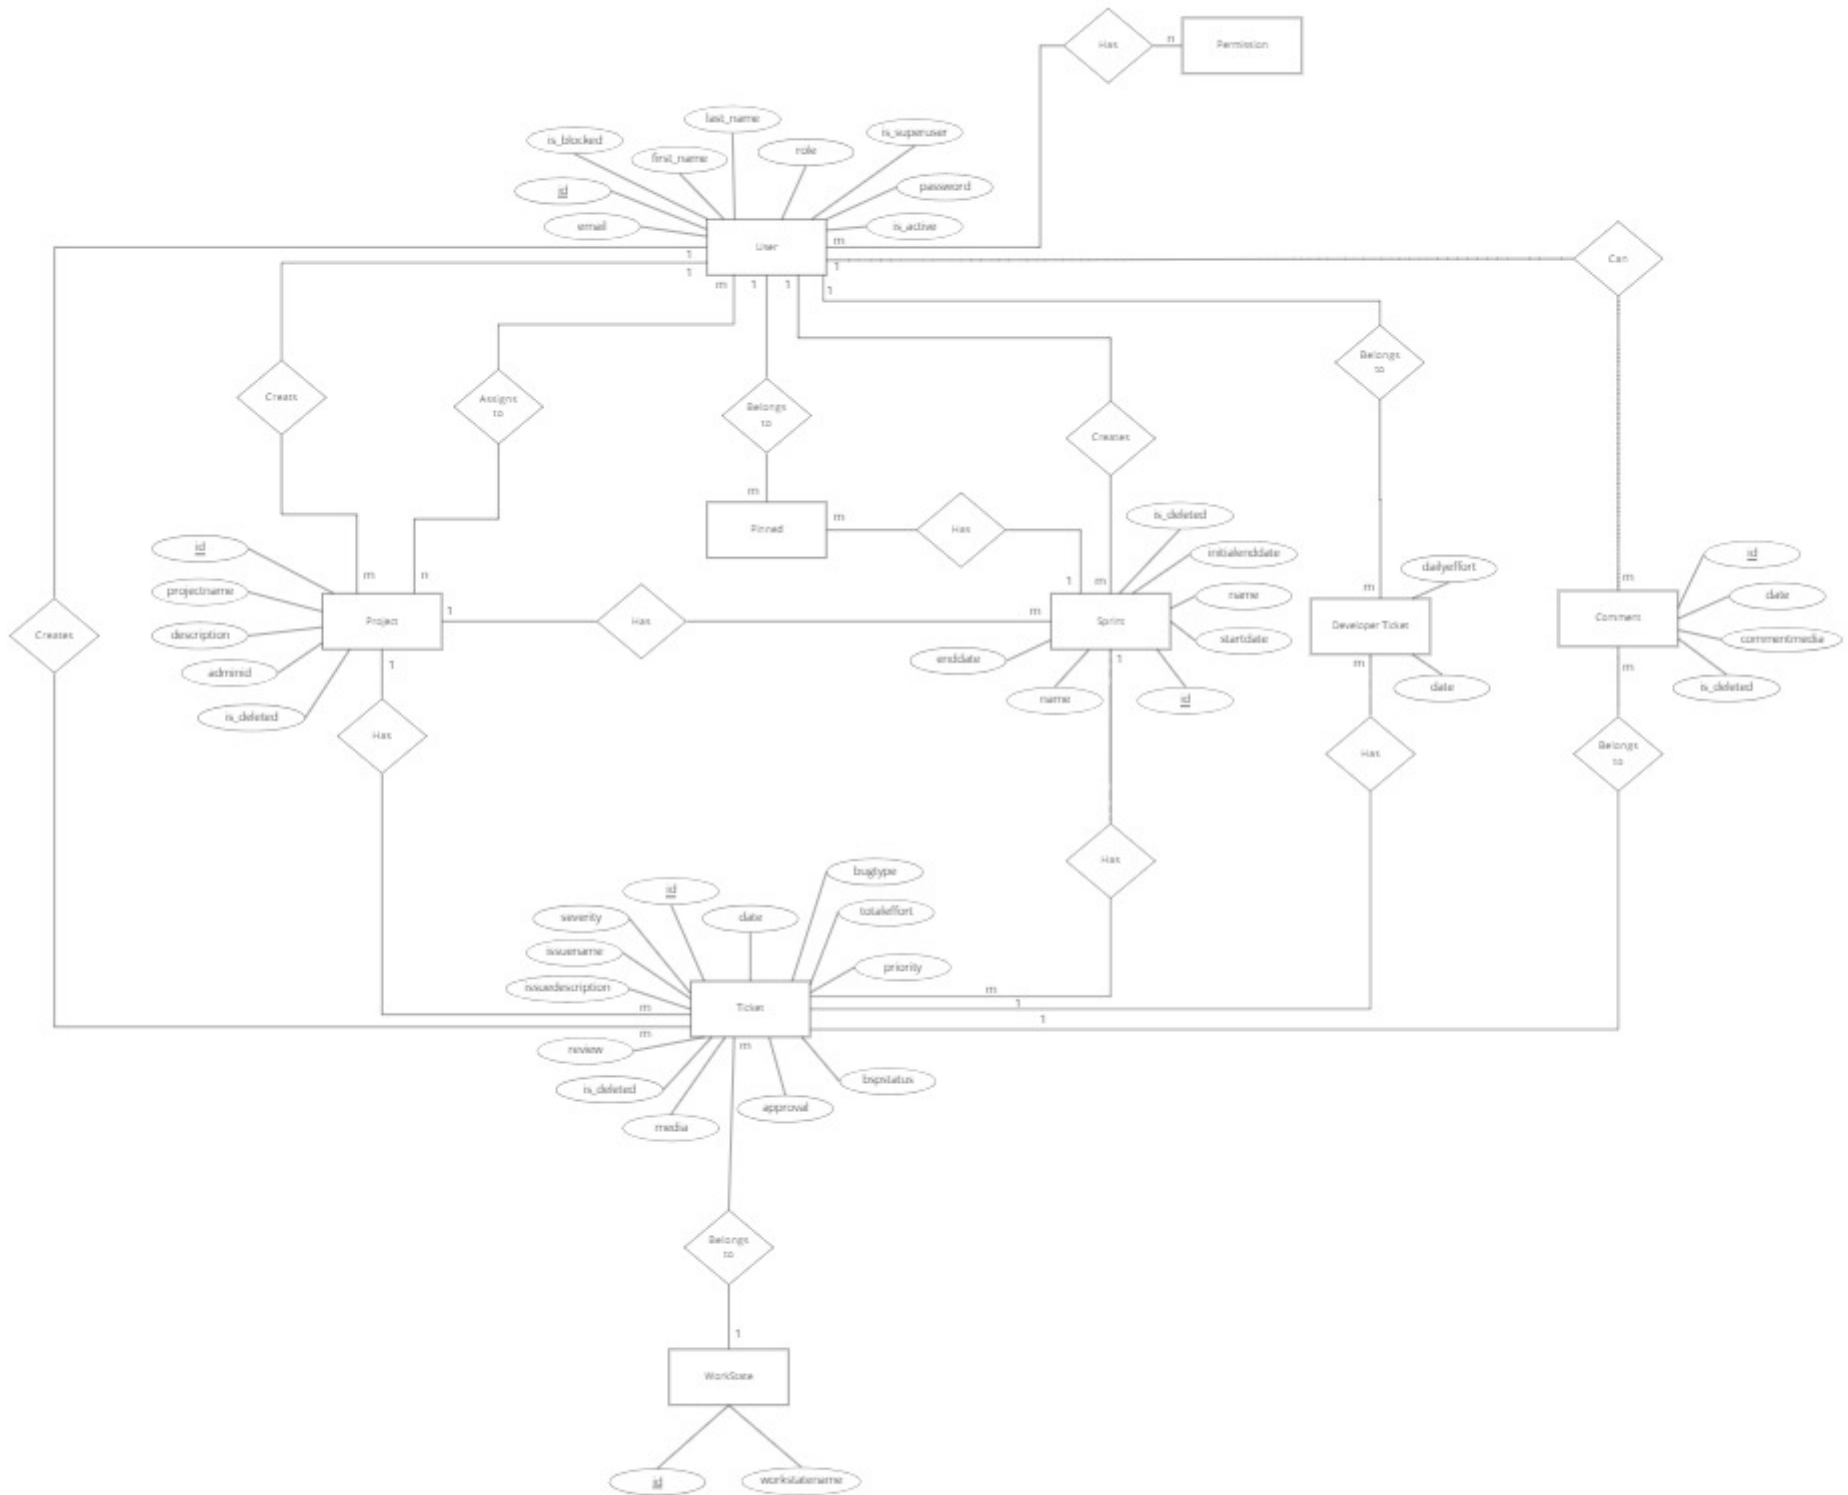 Has
n
Permission
last_name
is_superuser
is_blocked
role
first_name
password
id
email
is_active
m
User
1
1
1
Can
m
1
1
1
Belongs
to
Creats
Assigns
to
Belongs
to
Creates
m
is_deleted
m
Pinned
Has
id
initialenddate
id
m
n
1
m
dailyeffort
m
m
projectname
name
date
1
m
Project
Has
Sprint
Developer Ticket
Comment
Creates
description
startdate
commentmedia
1
enddate
1
m
m
adminid
name
id
date
is_deleted
is_deleted
Has
Has
Belongs
to
Has
bugtype
id
severity
date
totaleffort
issuename
priority
issuedescription
m
m
1
Ticket
1
m
m
review
is_deleted
bspstatus
approval
media
Belongs
to
1
WorkState
id
workstatename